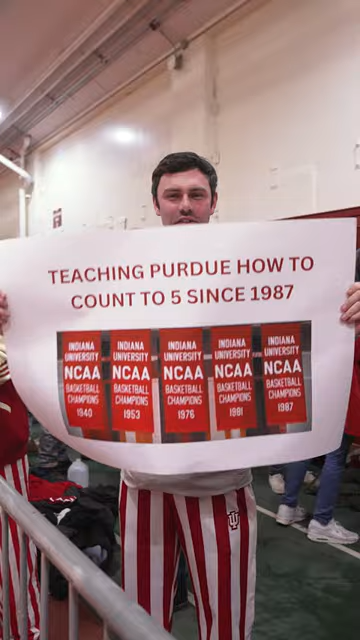 TEACHING PURDUE HOW TO
COUNT TO 5 SINCE 1987
INDIANA
UNIVERSITY
NCAA
BASKETBALL
CHAMPIONS
1940
INDIANA
UNIVERSITY
NCAA
BASKETBALL
CHAMPIONS
1953
INDIANA
UNIVERSITY
NCAA
BASKETBALL
CHAMPIONS
1976
INDIANA
UNIVERSITY
NCAA
BASKETBALL
CHAMPIONS
1981
INDIANA
UNIVERSITY
NCAA
BASKETBALL
CHAMPIONS
1987
IU